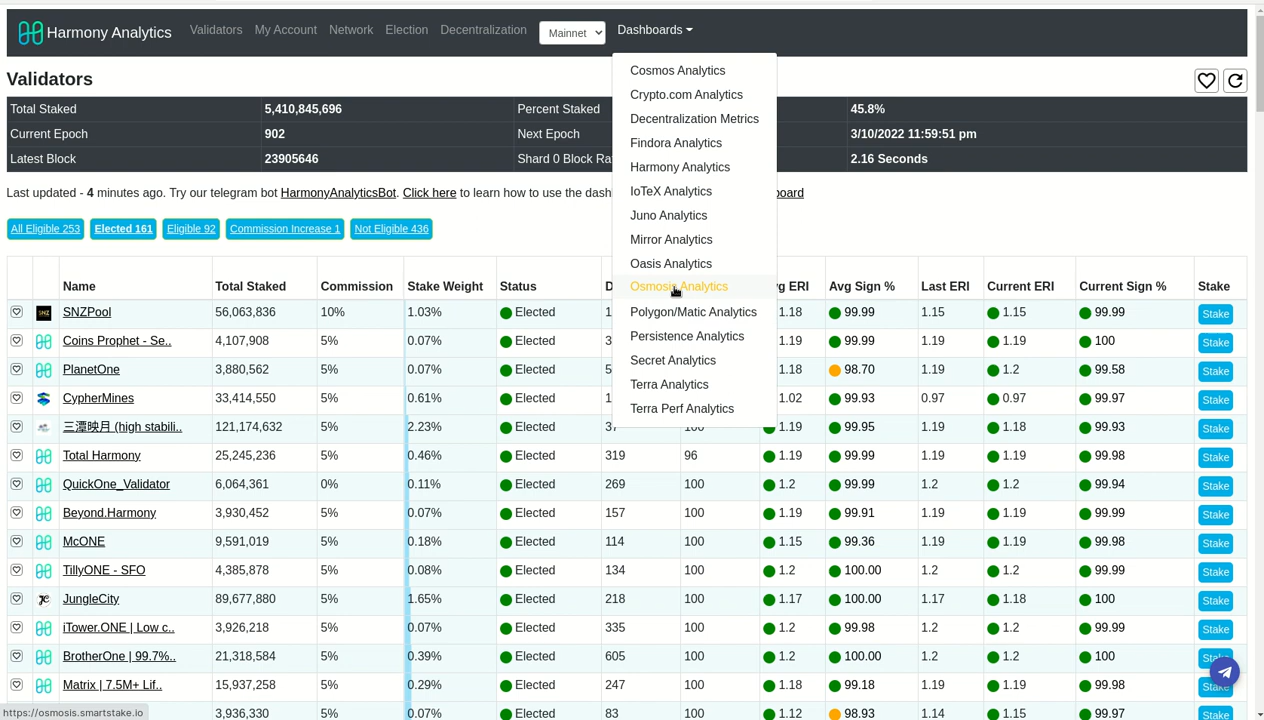 Harmony Analytics Validators My Account Network Election Decentralization Mainnet Dashboards
Cosmos Analytics
Crypto.com Analytics
Decentralization Metrics
Findora Analytics
Harmony Analytics
IoTeX Analytics
Juno Analytics
Mirror Analytics
Oasis Analytics
Osmosis Analytics
Polygon/Matic Analytics
Persistence Analytics
Secret Analytics
Terra Analytics
Terra Perf Analytics
Validators
Total Staked 5,410,845,696 Percent Staked 45.8%
Current Epoch 902 Next Epoch 3/10/2022 11:59:51 pm
Latest Block 23905646 Shard 0 Block 2.16 Seconds
Last updated - 4 minutes ago. Try our telegram bot HarmonyAnalyticsBot. Click here to learn how to use the
All Eligible 253 Elected 161 Eligible 92 Commission Increase 1 Not Eligible 436
Name Total Staked Commission Stake Weight Status ERI Avg Sign % Last ERI Current ERI Current Sign % Stake
SNZPool 56,063,836 10% 1.03% Elected 1.18 99.99 1.15 1.15 99.99 Stake
Coins Prophet - Se.. 4,107,908 5% 0.07% Elected 1.19 99.99 1.19 1.19 100 Stake
PlanetOne 3,880,562 5% 0.07% Elected 1.18 98.70 1.19 1.2 99.58 Stake
CypherMines 33,414,550 5% 0.61% Elected 1.02 99.93 0.97 0.97 99.97 Stake
三潭映月 (high stabili.. 121,174,632 5% 2.23% Elected 1.19 99.95 1.19 1.18 99.93 Stake
Total Harmony 25,245,236 5% 0.46% Elected 319 96 1.19 99.99 1.19 1.19 99.98 Stake
QuickOne_Validator 6,064,361 0% 0.11% Elected 269 100 1.2 99.99 1.2 1.2 99.94 Stake
Beyond.Harmony 3,930,452 5% 0.07% Elected 157 100 1.19 99.91 1.19 1.19 99.99 Stake
McONE 9,591,019 5% 0.18% Elected 114 100 1.15 99.36 1.19 1.19 99.98 Stake
TillyONE - SFO 4,385,878 5% 0.08% Elected 134 100 1.2 100.00 1.2 1.2 99.99 Stake
JungleCity 89,677,880 5% 1.65% Elected 218 100 1.17 100.00 1.17 1.18 100 Stake
iTower.ONE | Low c.. 3,926,218 5% 0.07% Elected 335 100 1.2 99.98 1.2 1.2 99.99 Stake
BrotherOne | 99.7%.. 21,318,584 5% 0.39% Elected 605 100 1.2 100.00 1.2 1.2 100 Stake
Matrix | 7.5M+ Lif.. 15,937,258 5% 0.29% Elected 247 100 1.18 99.18 1.19 1.19 99.98 Stake
3,936,330 5% 0.07% Elected 83 100 1.12 98.93 1.14 1.15 99.97 Stake
https://osmosis.smartstake.io